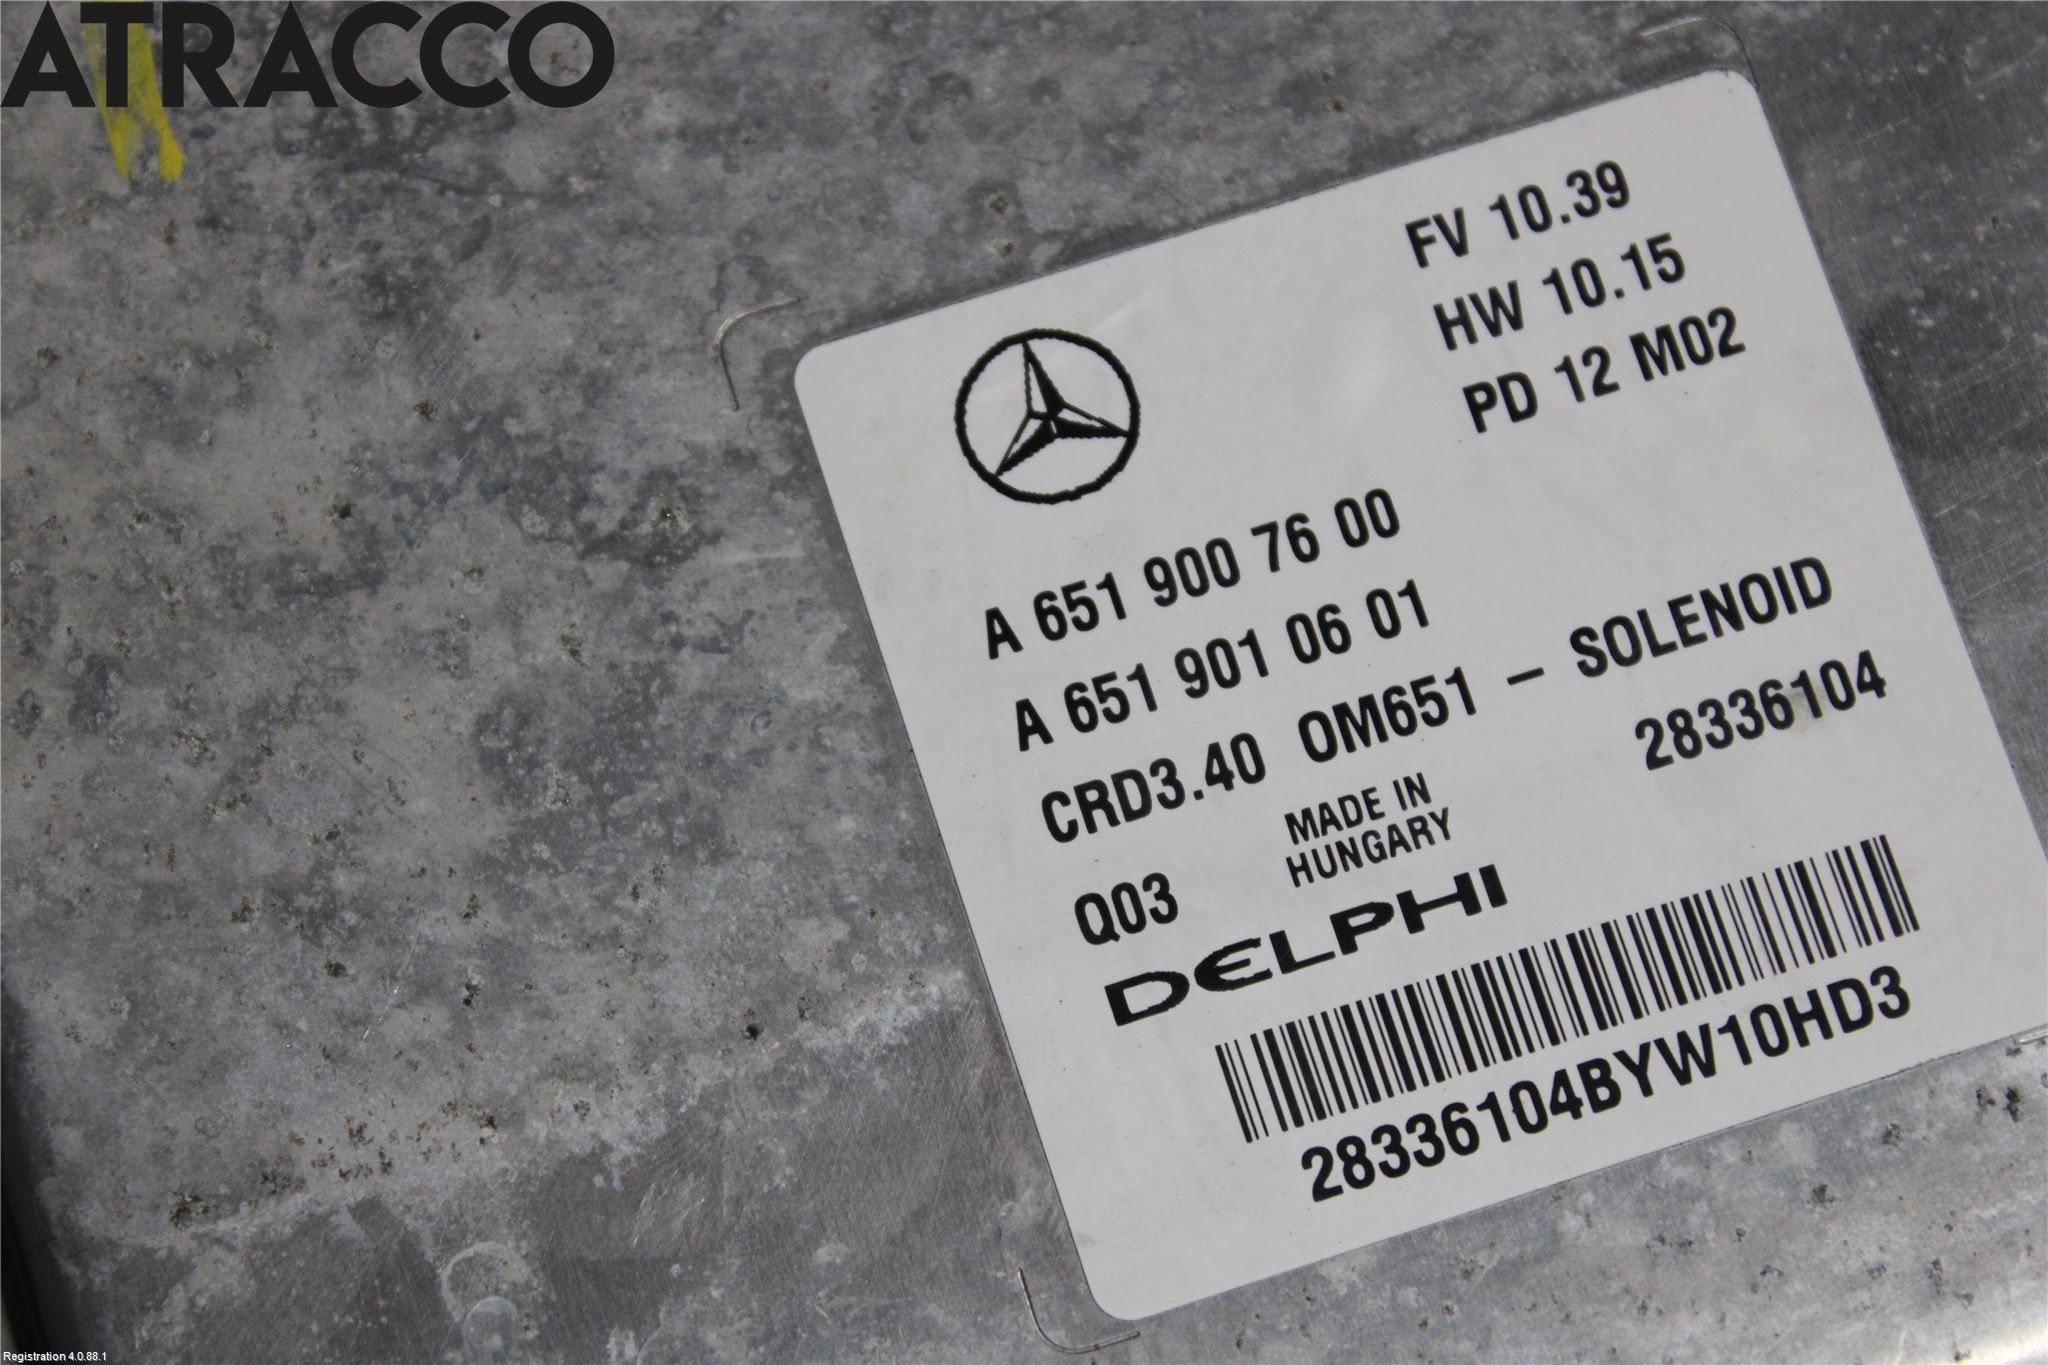 ATRACCO
FV 10.39
HW 10.15
PD 12 M02
A 651 900 76 00
A 651 901 06 01
CRD3.40 OM651 - SOLENOID
28336104
MADE IN
HUNGARY
Q03
DELPHI
28336104BYW10HD3
Registration 4.0.88.1